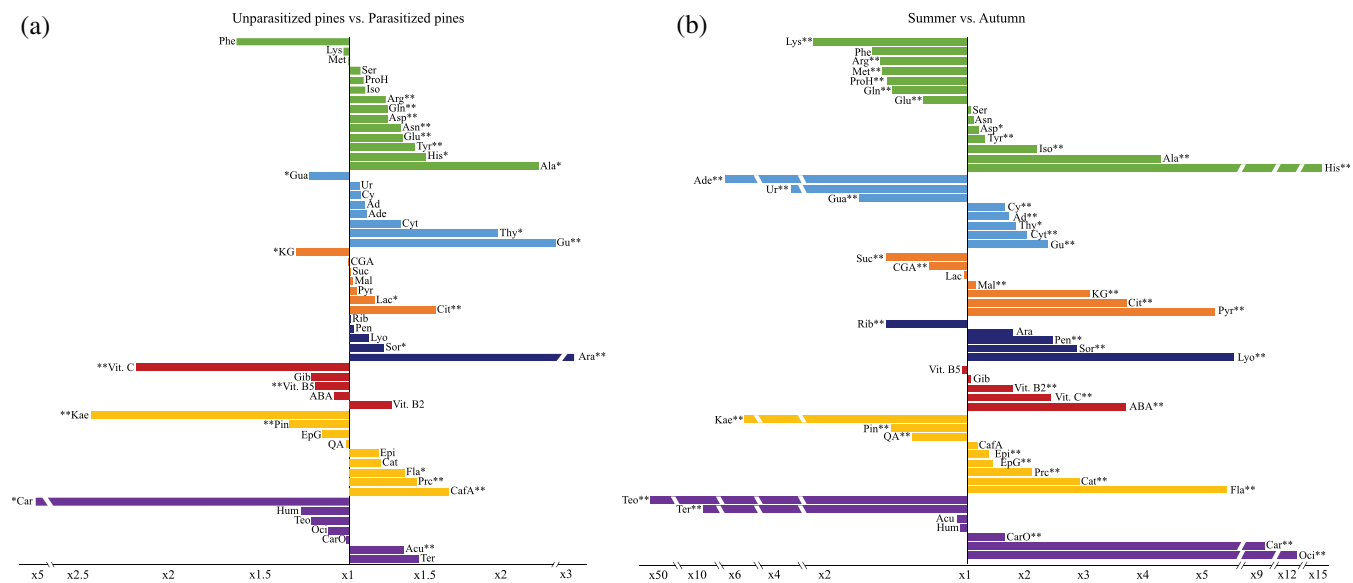 (a)
Unparasitized pines vs. Parasitized pines
Phe
Lys
Met
Ser
ProH
Iso
Arg**
Gln**
Asp**
Asn**
Glu**
Tyr**
His*
Ala*
*Gua
Ur
Cy
Ad
Ade
Cyt
Thy*
Gu**
*KG
CGA
Suc
Mal
Pyr
Lac*
Cit**
Rib
Pen
Lyo
Sor*
Ara**
**Vit. C
Gib
**Vit. B5
ABA
Vit. B2
**Kae
**Pin
EpG
QA
Epi
Cat
Fla*
Prc**
CafA**
*Car
Hum
Teo
Oci
CarO
Acu**
Ter
x5 x2.5 x2 x1.5 x1 x1.5 x2 x3
(b)
Summer vs. Autumn
Lys**
Phe
Arg**
Met**
ProH**
Gln**
Glu**
Ser
Asn
Asp*
Tyr**
Iso**
Ala**
His**
Ade**
Ur**
Gua**
Cy**
Ad**
Thy*
Cyt**
Gu**
Suc**
CGA**
Lac
Mal**
KG**
Cit**
Pyr**
Rib**
Ara
Pen**
Sor**
Lyo**
Vit. B5
Gib
Vit. B2**
Vit. C**
ABA**
Kae**
Pin**
QA**
CafA
Epi**
EpG**
Prc**
Cat**
Fla**
Teo**
Ter**
Acu
Hum
CarO**
Car**
Oci**
x50 x10 x6 x4 x2 x1 x2 x3 x4 x5 x9 x12 x15